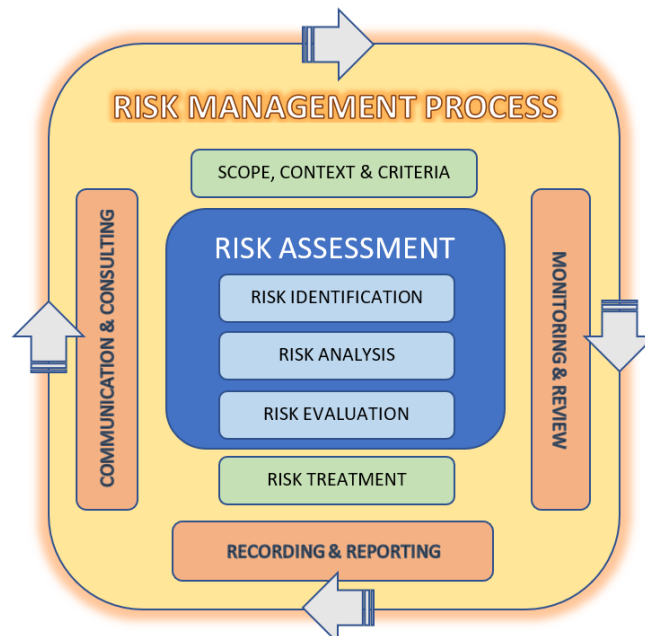 RISK MANAGEMENT PROCESS
SCOPE, CONTEXT & CRITERIA
COMMUNICATION & CONSULTING
RISK ASSESSMENT
RISK IDENTIFICATION
RISK ANALYSIS
RISK EVALUATION
MONITORING & REVIEW
RISK TREATMENT
RECORDING & REPORTING